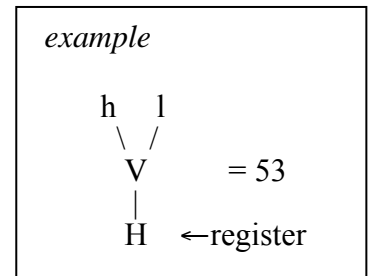 example
h l
V = 53
H ←register